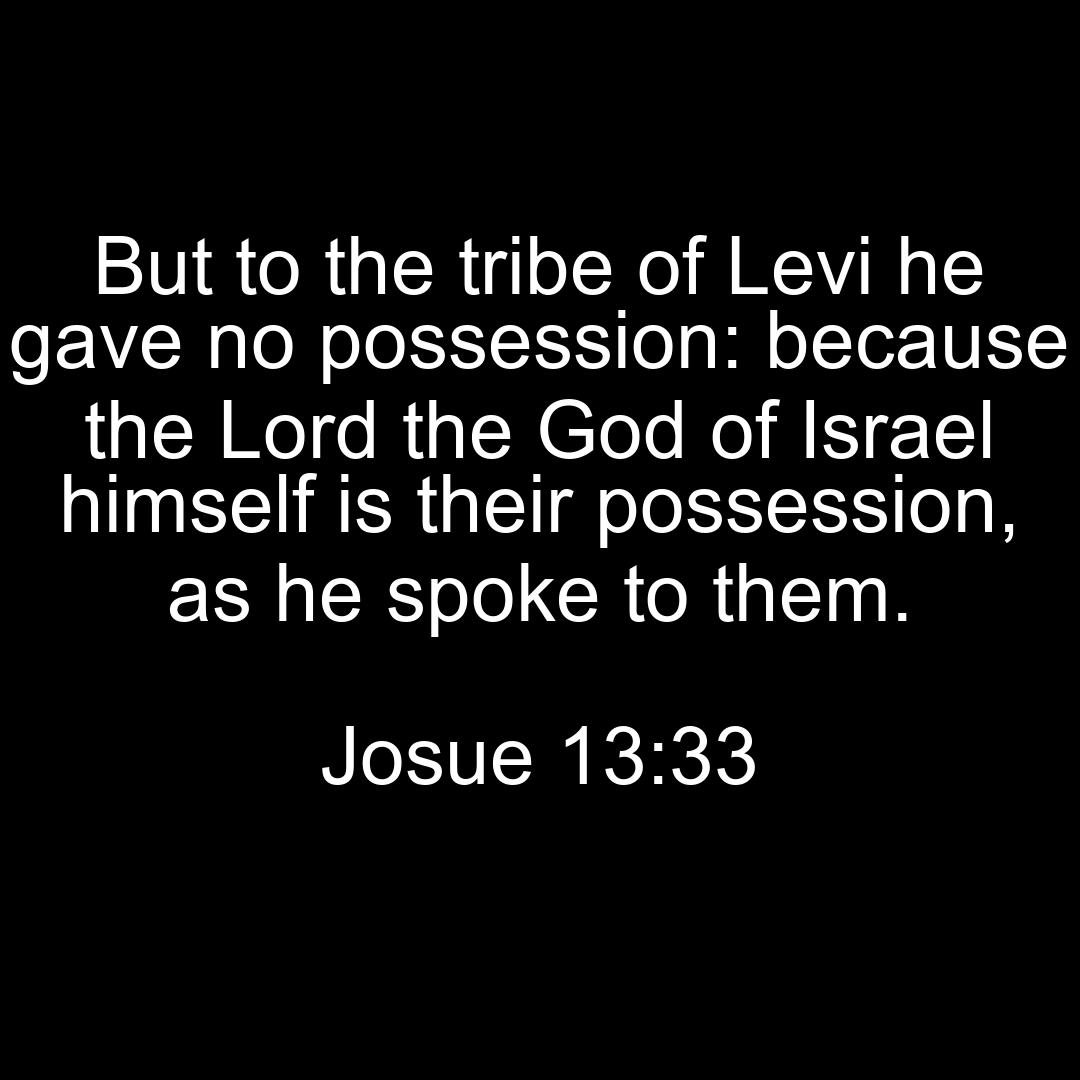 But to the tribe of Levi he
gave no possession: because
the Lord the God of Israel
himself is their possession,
as he spoke to them.
Josue 13:33